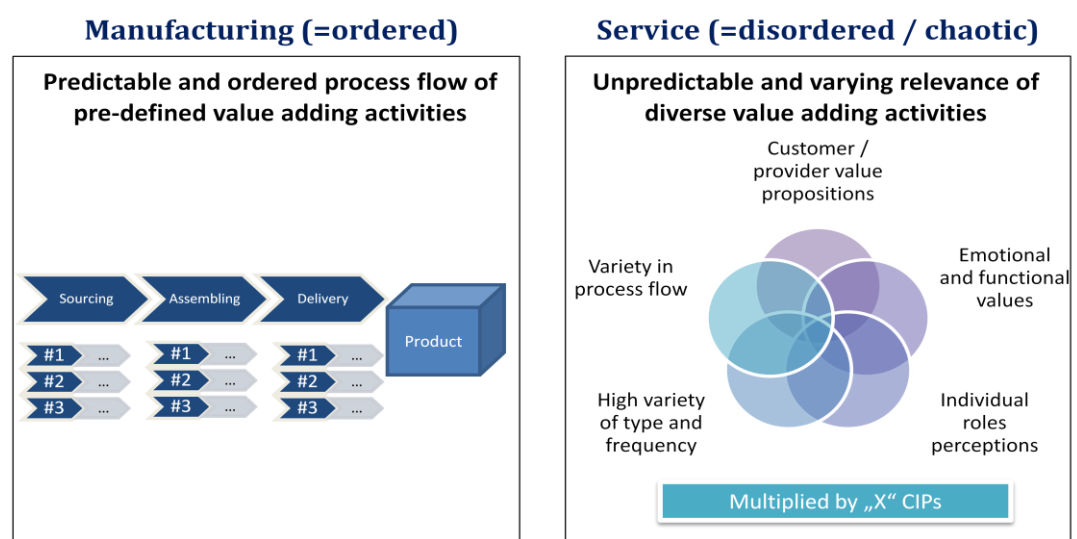 Manufacturing (=ordered)
Predictable and ordered process flow of
pre-defined value adding activities
Sourcing
Assembling
Delivery
Product
#1 ...
#2 ...
#3 ...
#1 ...
#2 ...
#3 ...
#1 ...
#2 ...
#3 ...
Service (=disordered / chaotic)
Unpredictable and varying relevance of
diverse value adding activities
Customer /
provider value
propositions
Emotional
and functional
values
Individual
roles
perceptions
High variety
of type and
frequency
Variety in
process flow
Multiplied by „X“ CIPs